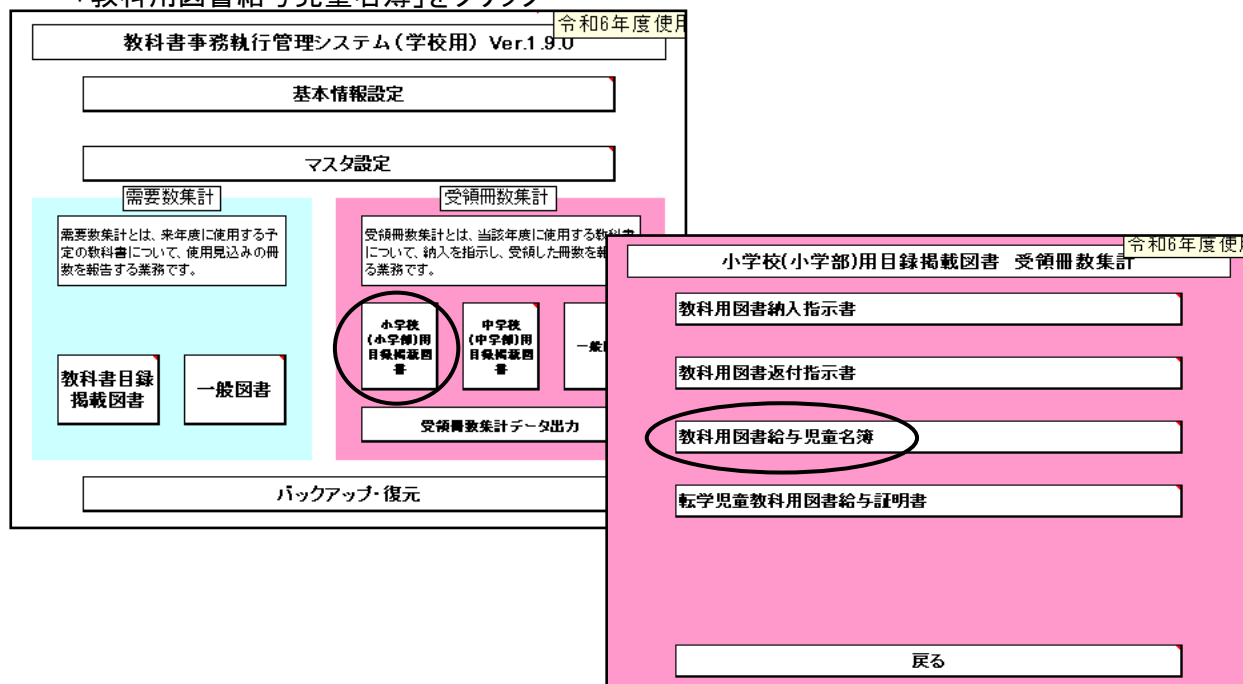 「教科用図書給与児童名簿」をクリック
令和6年度使用
教科書事務執行管理システム(学校用) Ver.1.9.0
基本情報設定
マスタ設定
需要数集計
需要数集計とは、来年度に使用する予
定の教科書について、使用見込みの冊
数を報告する業務です。
教科書目録
掲載図書
一般図書
受領冊数集計
受領冊数集計とは、当該年度に使用する教科書
について、納入を指示し、受領した冊数を報
る業務です。
小学校
(小学部)用
目録掲載図
書
中学校
(中学部)用
目録掲載図
書
一般
受領冊数集計データ出力
バックアップ・復元
令和6年度使用
小学校(小学部)用目録掲載図書 受領冊数集計
教科用図書納入指示書
教科用図書返付指示書
教科用図書給与児童名簿
転学児童教科用図書給与証明書
戻る